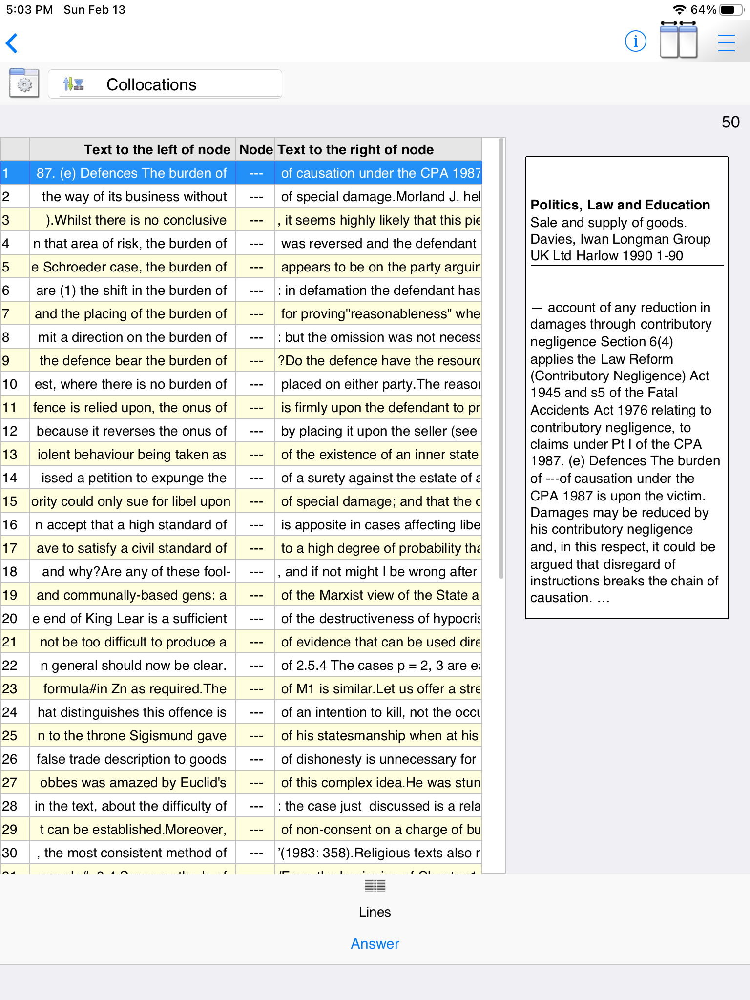 5:03 PM Sun Feb 13
64%
i
Collocations
50
Text to the left of node Node Text to the right of node
1 87. (e) Defences The burden of --- of causation under the CPA 1987
2 the way of its business without --- of special damage.Morland J. hel
3 ).Whilst there is no conclusive --- , it seems highly likely that this pie
4 n that area of risk, the burden of --- was reversed and the defendant
5 e Schroeder case, the burden of --- appears to be on the party arguin
6 are (1) the shift in the burden of --- : in defamation the defendant has
7 and the placing of the burden of --- for proving"reasonableness" whe
8 mit a direction on the burden of --- : but the omission was not necess
9 the defence bear the burden of --- ?Do the defence have the resourc
10 est, where there is no burden of --- placed on either party.The reason
11 fence is relied upon, the onus of --- is firmly upon the defendant to pr
12 because it reverses the onus of --- by placing it upon the seller (see
13 iolent behaviour being taken as --- of the existence of an inner state
14 issed a petition to expunge the --- of a surety against the estate of a
15 ority could only sue for libel upon --- of special damage; and that the c
16 n accept that a high standard of --- is apposite in cases affecting libe
17 ave to satisfy a civil standard of --- to a high degree of probability tha
18 and why?Are any of these fool- --- , and if not might I be wrong after
19 and communally-based gens: a --- of the Marxist view of the State as
20 e end of King Lear is a sufficient --- of the destructiveness of hypocris
21 not be too difficult to produce a --- of evidence that can be used dire
22 n general should now be clear. --- of 2.5.4 The cases p = 2, 3 are ea
23 formula#in Zn as required.The --- of M1 is similar.Let us offer a stre
24 hat distinguishes this offence is --- of an intention to kill, not the occu
25 n to the throne Sigismund gave --- of his statesmanship when at his
26 false trade description to goods --- of dishonesty is unnecessary for
27 obbes was amazed by Euclid's --- of this complex idea.He was stun
28 in the text, about the difficulty of --- : the case just discussed is a rela
29 t can be established.Moreover, --- of non-consent on a charge of bu
30 , the most consistent method of --- '(1983: 358).Religious texts also r
Politics, Law and Education
Sale and supply of goods.
Davies, Iwan Longman Group
UK Ltd Harlow 1990 1-90
— account of any reduction in
damages through contributory
negligence Section 6(4)
applies the Law Reform
(Contributory Negligence) Act
1945 and s5 of the Fatal
Accidents Act 1976 relating to
contributory negligence, to
claims under Pt I of the CPA
1987. (e) Defences The burden
of ---of causation under the
CPA 1987 is upon the victim.
Damages may be reduced by
his contributory negligence
and, in this respect, it could be
argued that disregard of
instructions breaks the chain of
causation. …
Lines
Answer